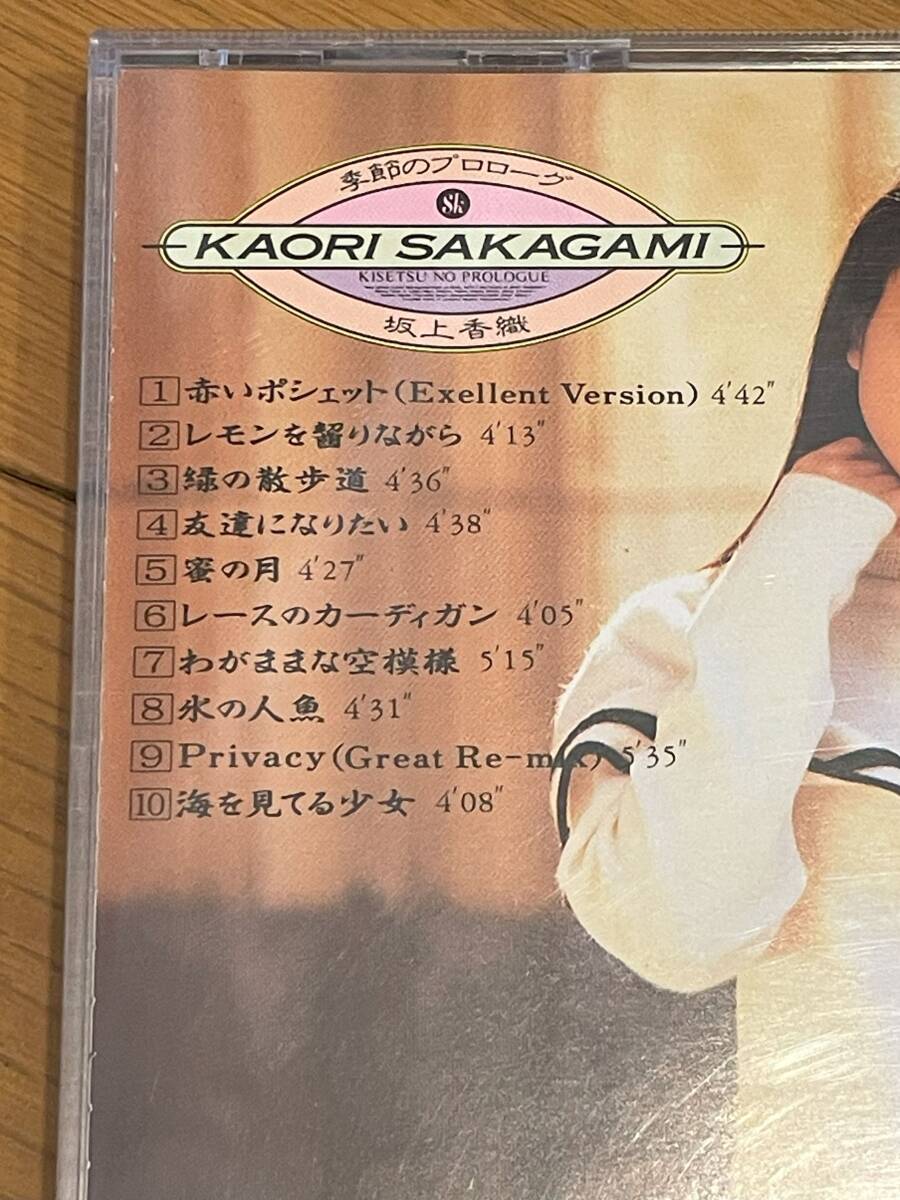 季節のプロローグ
Sk
KAORI SAKAGAMI
KISETSU NO PROLOGUE
坂上香織
1 赤いポシェット(Exellent Version) 4'42"
2 レモンを齧りながら 4'13"
3 緑の散歩道 4'36"
4 友達になりたい 4'38"
5 蜜の月 4'27"
6 レースのカーディガン 4'05"
7 わがままな空模様 5'15"
8 氷の人魚 4'31"
9 Privacy(Great Re-mix) 5'35"
10 海を見てる少女 4'08"